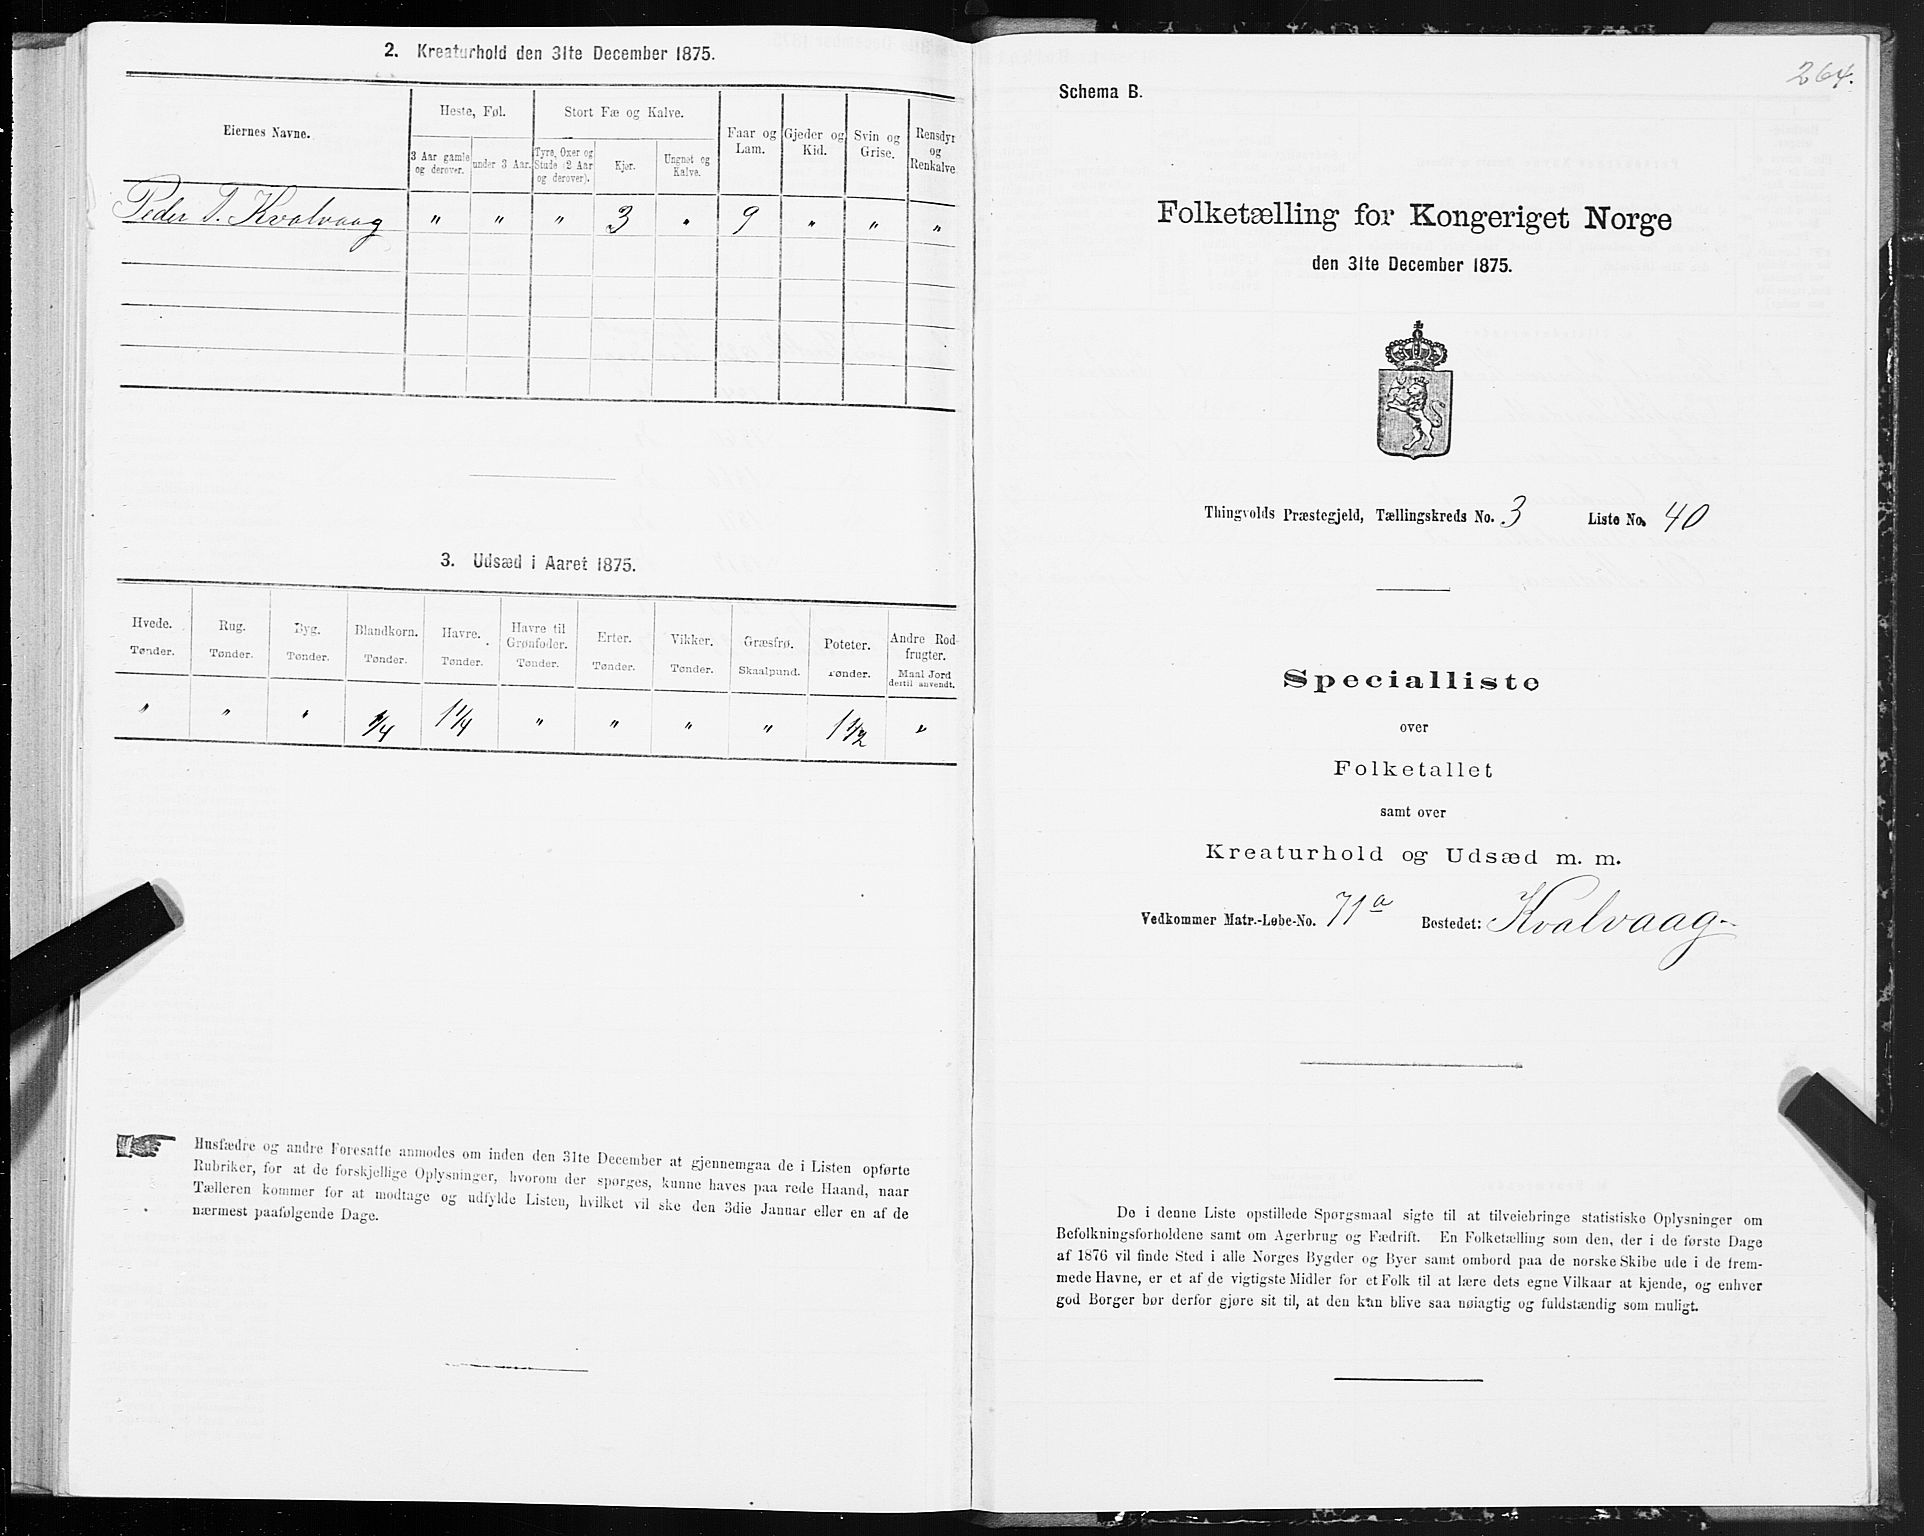 2. Kreaturhold den 31te December 1875.
Eiernes Navne.
Heste, Føl.
Stort Fæ og Kalve.
Faar og Lam.
Gjeder og Kid.
Svin og Grise.
Rensdyr og Renkalve
3 Aar gamle og derover.
under 3 Aar.
Tyre, Oxer og Stude (2 Aar og derover).
Kjør.
Ungnøt og Kalve.
Peder T. Kvalvaag " " " 3 " 9 " " "
3. Udsæd i Aaret 1875.
Hvede. Rug. Byg. Blandkorn. Havre. Havre til Grønfoder. Erter. Vikker. Græsfrø. Poteter. Andre Rodfrugter.
Tønder. Tønder. Tønder. Tønder. Tønder. Tønder. Tønder. Tønder. Skaalpund. Tønder. Maal Jord dertil anvendt.
" " " 1/4 1 1/4 " " " " 1 1/2 "
Husfædre og andre Foresatte anmodes om inden den 31te December at gjennemgaa de i Listen opførte
Rubriker, for at de forskjellige Oplysninger, hvorom der spørges, kunne haves paa rede Haand, naar
Tælleren kommer for at modtage og udfylde Listen, hvilket vil ske den 3die Januar eller en af de
nærmest paafølgende Dage.
264.
Schema B.
Folketælling for Kongeriget Norge
den 31te December 1875.
Thingvolds Præstegjeld, Tællingskreds No. 3 Liste No. 40
Specialliste
over
Folketallet
samt over
Kreaturhold og Udsæd m. m.
Vedkommer Matr.-Løbe-No. 71a Bostedet: Kvalvaag
De i denne Liste opstillede Spørgsmaal sigte til at tilveiebringe statistiske Oplysninger om
Befolkningsforholdene samt om Agerbrug og Fædrift. En Folketælling som den, der i de første Dage
af 1876 vil finde Sted i alle Norges Bygder og Byer samt ombord paa de norske Skibe ude i de frem-
mede Havne, er et af de vigtigste Midler for et Folk til at lære dets egne Vilkaar at kjende, og enhver
god Borger bør derfor gjøre sit til, at den kan blive saa nøiagtig og fuldstændig som muligt.